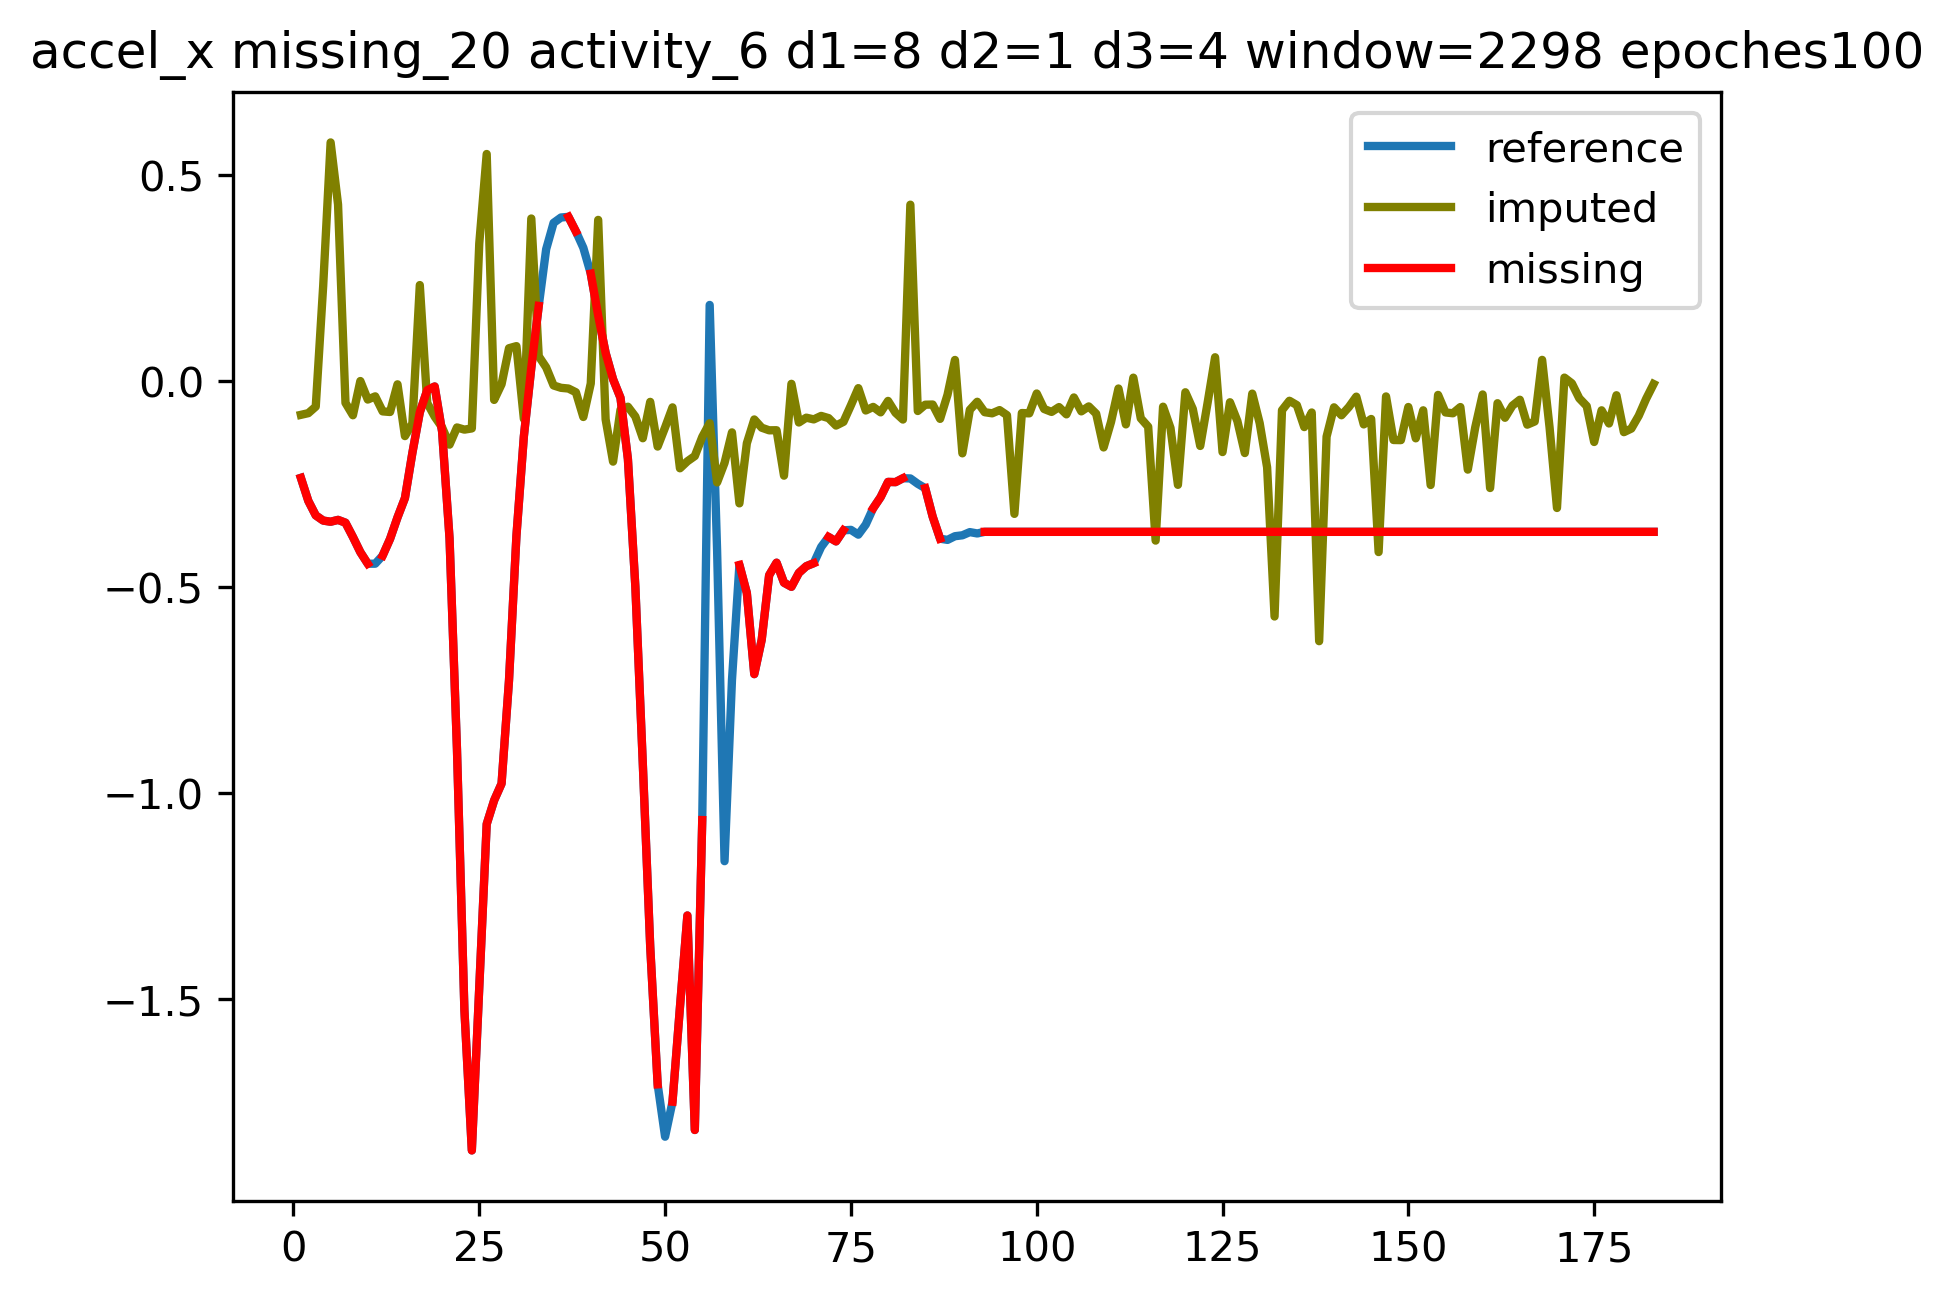 accel_x missing_20 activity_6 d1=8 d2=1 d3=4 window=2298 epoches100
reference
imputed
missing
0.5
0.0
−0.5
−1.0
−1.5
0 25 50 75 100 125 150 175